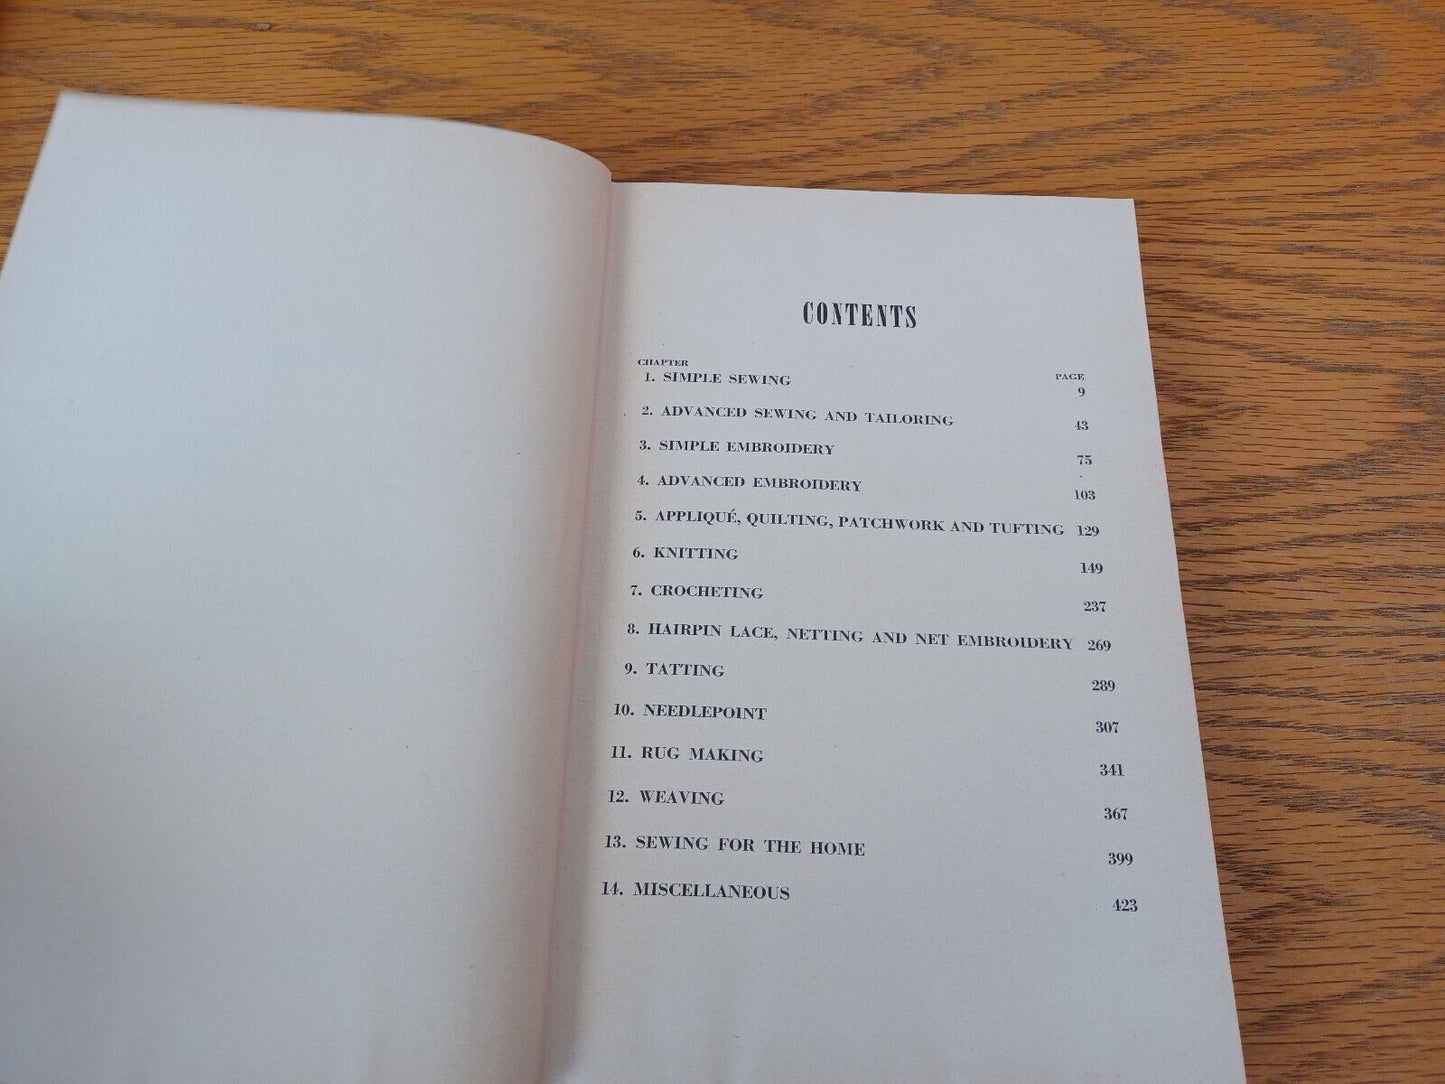 CONTENTS
CHAPTER PAGE
1. SIMPLE SEWING 9
2. ADVANCED SEWING AND TAILORING 43
3. SIMPLE EMBROIDERY 75
4. ADVANCED EMBROIDERY 103
5. APPLIQUÉ, QUILTING, PATCHWORK AND TUFTING 129
6. KNITTING 149
7. CROCHETING 237
8. HAIRPIN LACE, NETTING AND NET EMBROIDERY 269
9. TATTING 289
10. NEEDLEPOINT 307
11. RUG MAKING 341
12. WEAVING 367
13. SEWING FOR THE HOME 399
14. MISCELLANEOUS 423